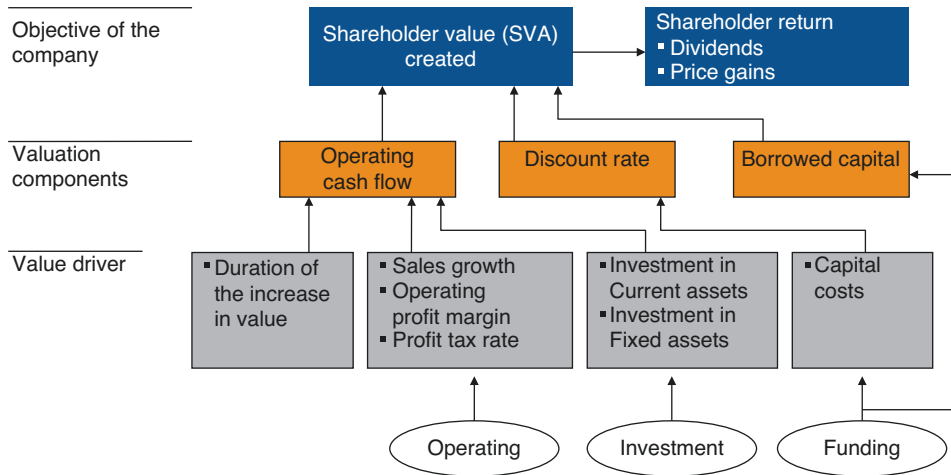 Objective of the
company
Shareholder value (SVA)
created
Shareholder return
▪ Dividends
▪ Price gains
Valuation
components
Operating
cash flow
Discount rate
Borrowed capital
Value driver
▪ Duration of
the increase
in value
▪ Sales growth
▪ Operating
profit margin
▪ Profit tax rate
▪ Investment in
Current assets
▪ Investment in
Fixed assets
▪ Capital
costs
Operating
Investment
Funding